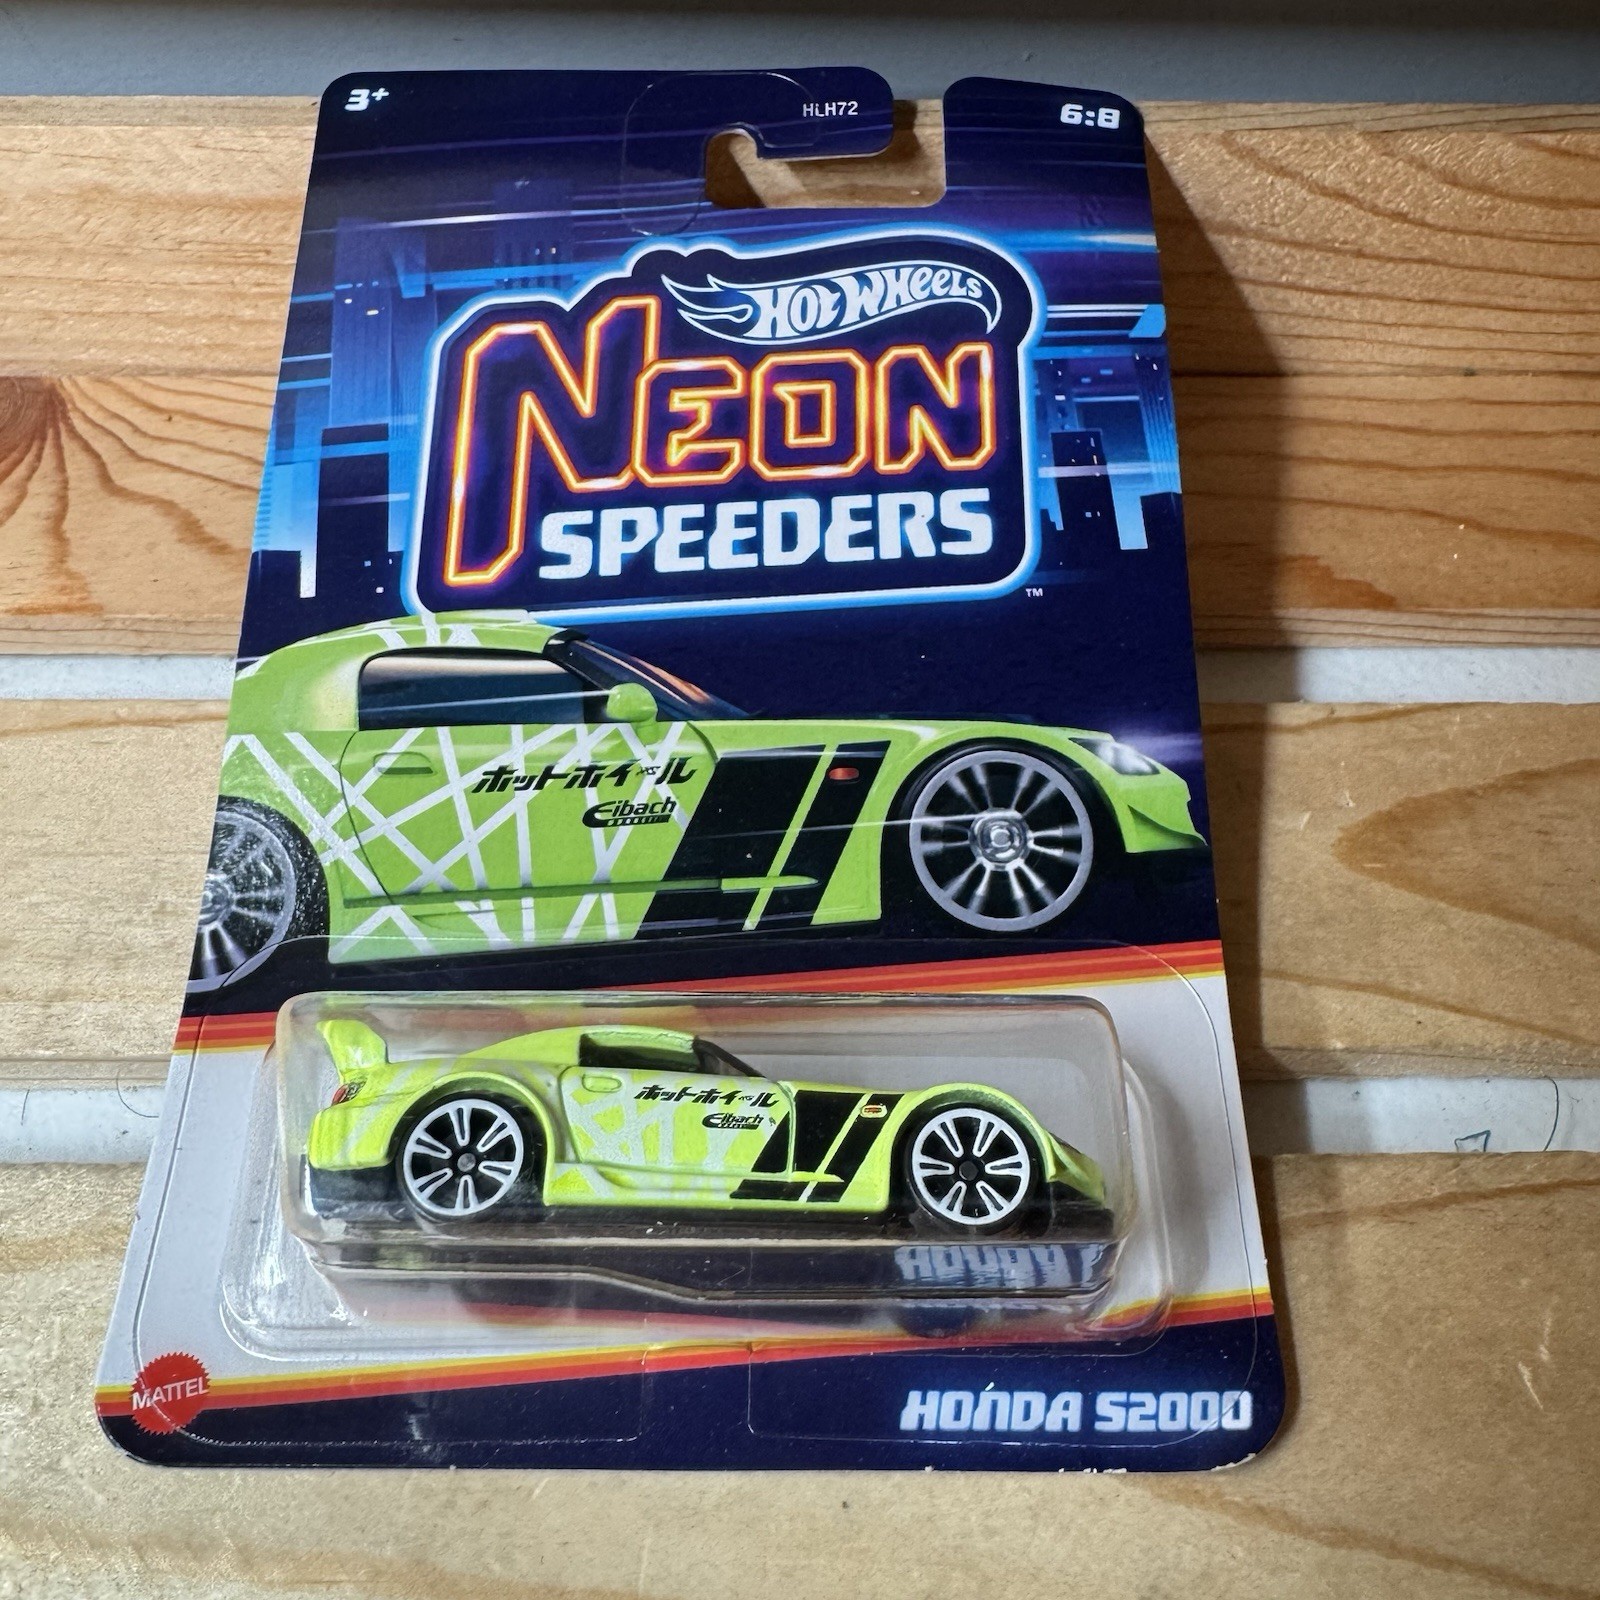 3+
HLH72
6:8
Hot Wheels
NEON
SPEEDERS
TM
ホットホイール
Eibach
ホットホイール
Eibach
MATTEL
HONDA S2000